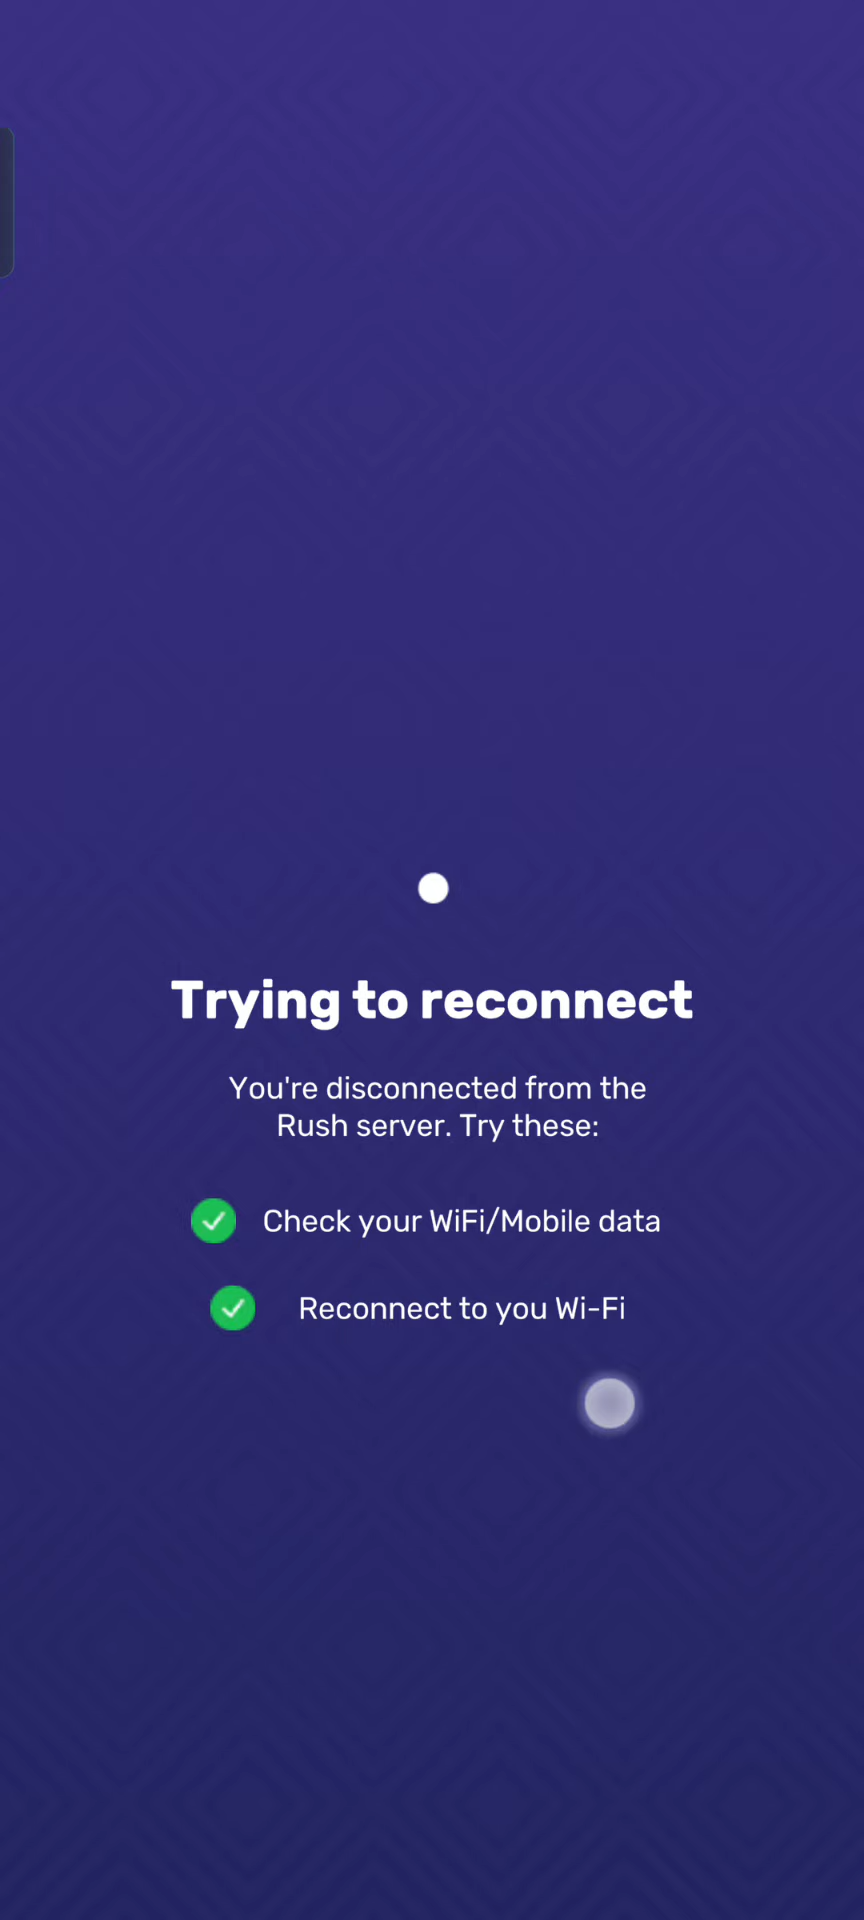 Trying to reconnect
You're disconnected from the
Rush server. Try these:
Check your WiFi/Mobile data
Reconnect to you Wi-Fi